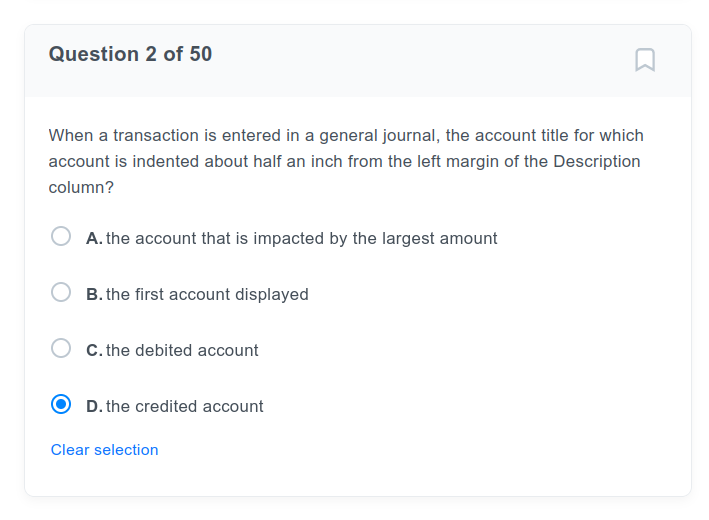 Question 2 of 50
When a transaction is entered in a general journal, the account title for which
account is indented about half an inch from the left margin of the Description
column?
A. the account that is impacted by the largest amount
B. the first account displayed
C. the debited account
D. the credited account
Clear selection